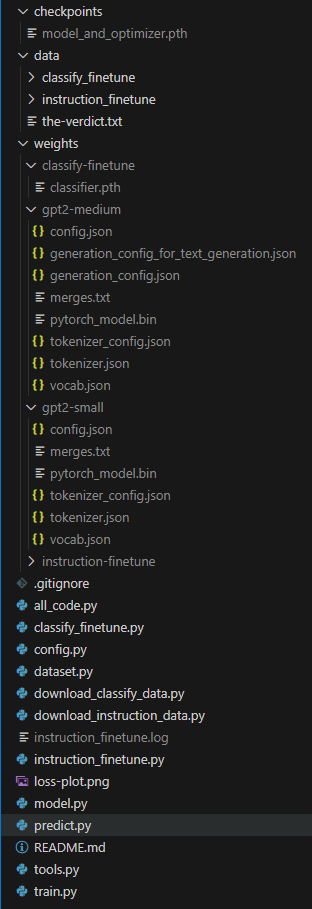 checkpoints
model_and_optimizer.pth
data
classify_finetune
instruction_finetune
the-verdict.txt
weights
classify-finetune
classifier.pth
gpt2-medium
{} config.json
{} generation_config_for_text_generation.json
{} generation_config.json
merges.txt
pytorch_model.bin
{} tokenizer_config.json
{} tokenizer.json
{} vocab.json
gpt2-small
{} config.json
merges.txt
pytorch_model.bin
{} tokenizer_config.json
{} tokenizer.json
{} vocab.json
instruction-finetune
.gitignore
all_code.py
classify_finetune.py
config.py
dataset.py
download_classify_data.py
download_instruction_data.py
instruction_finetune.log
instruction_finetune.py
loss-plot.png
model.py
predict.py
README.md
tools.py
train.py